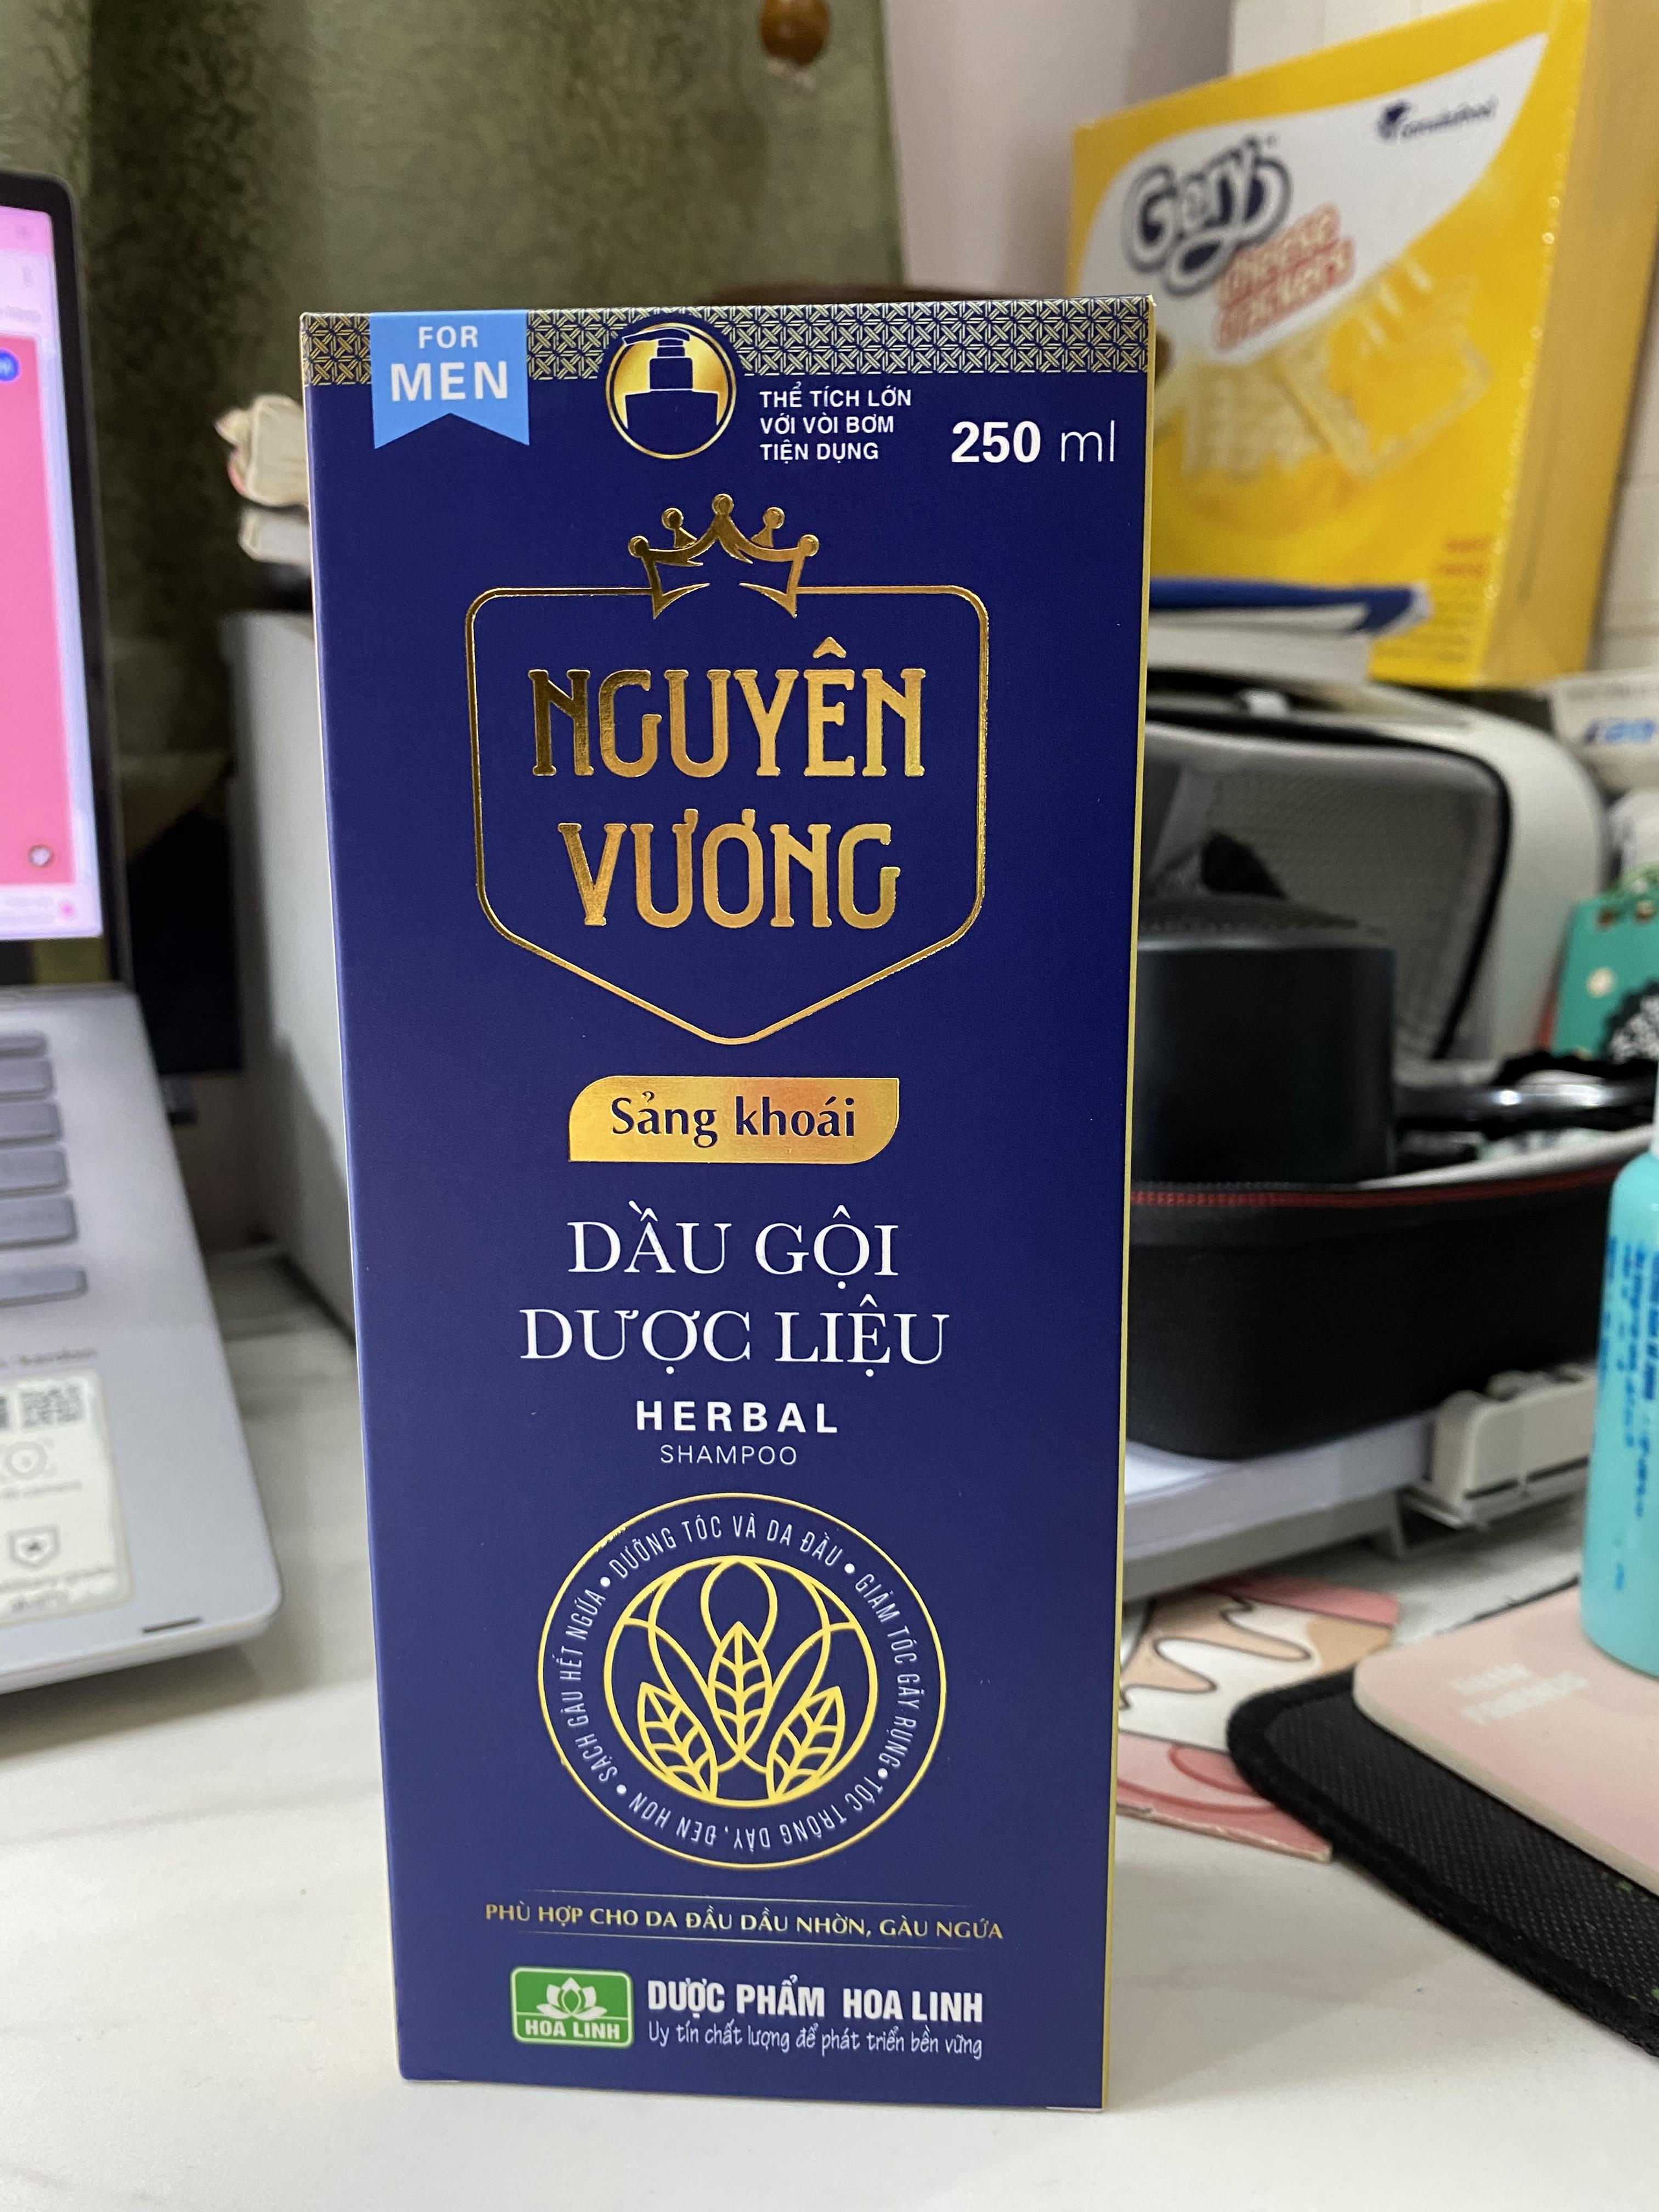 Gery
cheese
crackers
FOR
MEN
THỂ TÍCH LỚN
VỚI VÒI BƠM
TIỆN DỤNG
250 ml
NGUYÊN
VƯƠNG
Sảng khoái
DẦU GỘI
DƯỢC LIỆU
HERBAL
SHAMPOO
• DƯỠNG TÓC VÀ DA ĐẦU • GIẢM TÓC GÃY RỤNG • TÓC TRÔNG DÀY, ĐEN HƠN • SẠCH GÀU HẾT NGỨA
PHÙ HỢP CHO DA ĐẦU DẦU NHỜN, GÀU NGỨA
HOA LINH
DƯỢC PHẨM HOA LINH
Uy tín chất lượng để phát triển bền vững